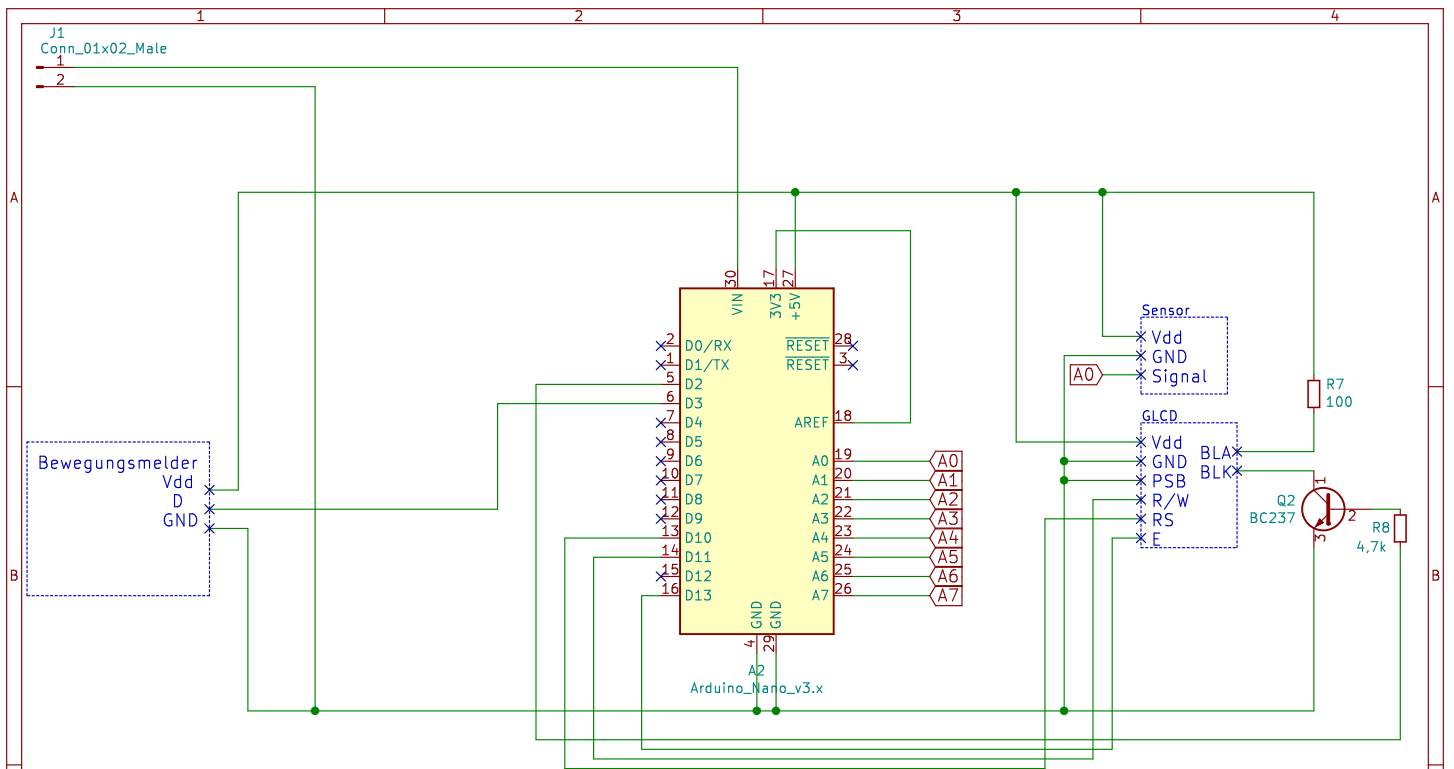 1 2 3 4
J1
Conn_01x02_Male
1
2
A A
30 17 27
VIN 3V3 +5V
Sensor
Vdd
GND
Signal
A0
2 D0/RX RESET 28
1 D1/TX RESET 3
5 D2
6 D3
7 D4 AREF 18
8 D5
9 D6 A0 19 A0
10 D7 A1 20 A1
11 D8 A2 21 A2
12 D9 A3 22 A3
13 D10 A4 23 A4
14 D11 A5 24 A5
15 D12 A6 25 A6
16 D13 A7 26 A7
GND GND
4 29
A2
Arduino_Nano_v3.x
R7
100
GLCD
Vdd
GND
PSB
R/W
RS
E
BLA
BLK
1
Q2
BC237
2
3
R8
4,7k
Bewegungsmelder
Vdd
D
GND
B B